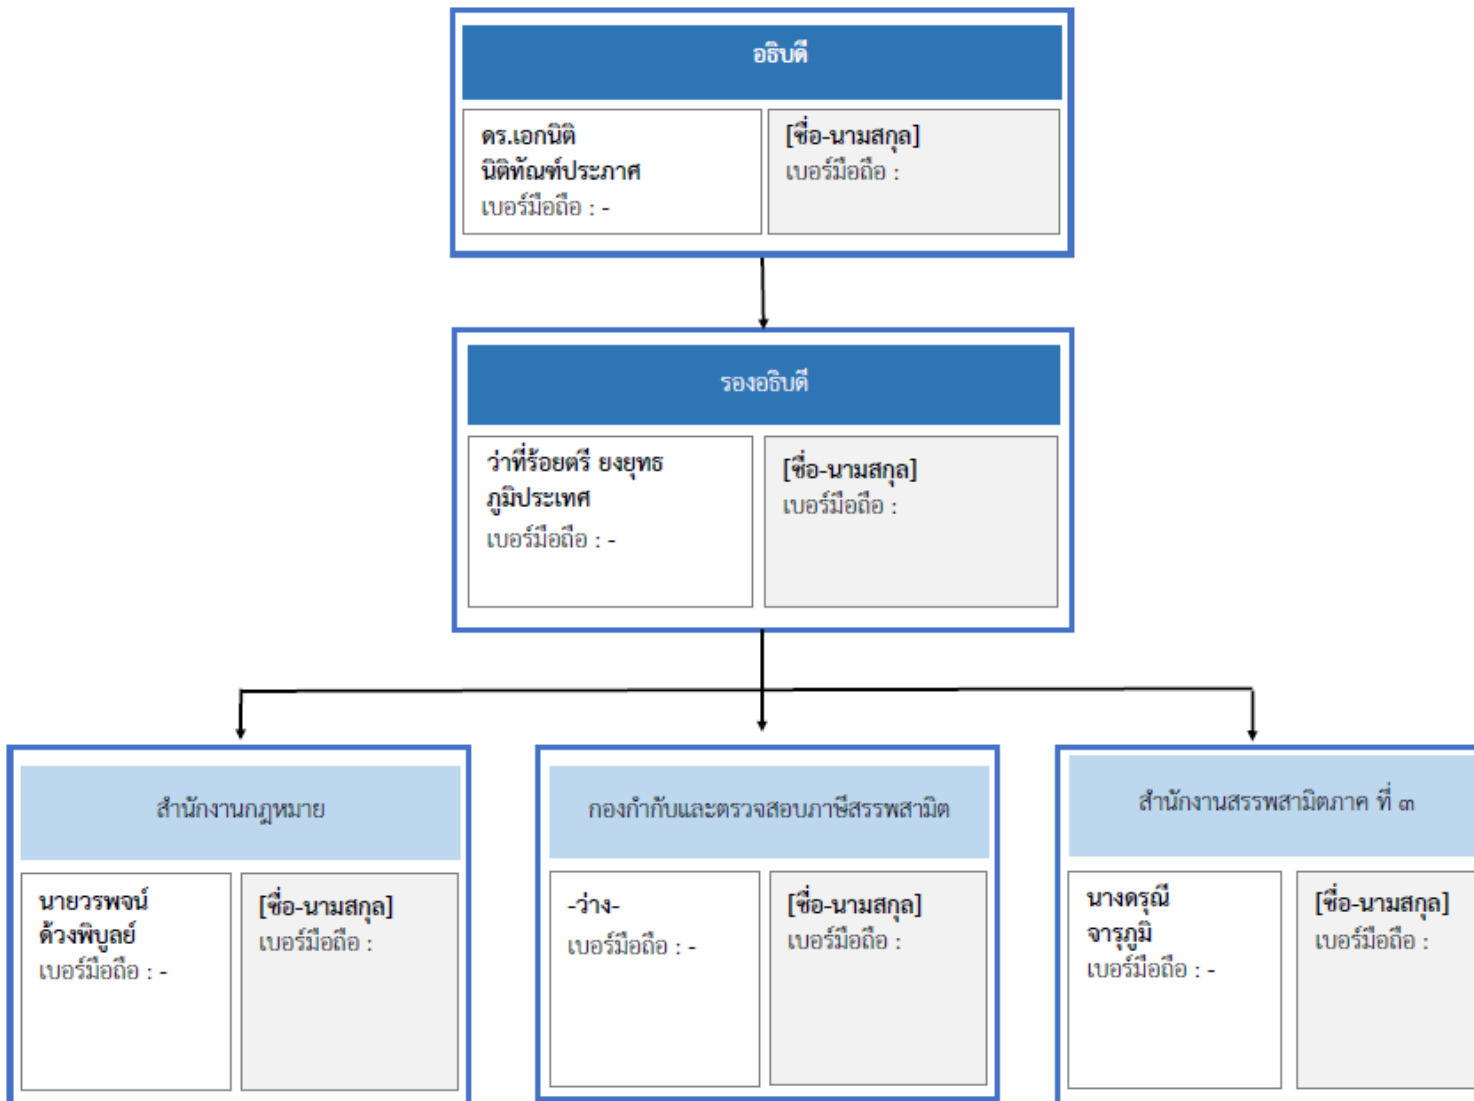 อธิบดี
ดร.เอกนิติ
นิติทัณฑ์ประภาศ
เบอร์มือถือ : -
[ชื่อ-นามสกุล]
เบอร์มือถือ :
รองอธิบดี
ว่าที่ร้อยตรี ยงยุทธ
ภูมิประเทศ
เบอร์มือถือ : -
[ชื่อ-นามสกุล]
เบอร์มือถือ :
สำนักงานกฎหมาย
นายวรพจน์
ด้วงพิบูลย์
เบอร์มือถือ : -
[ชื่อ-นามสกุล]
เบอร์มือถือ :
กองกำกับและตรวจสอบภาษีสรรพสามิต
-ว่าง-
เบอร์มือถือ : -
[ชื่อ-นามสกุล]
เบอร์มือถือ :
สำนักงานสรรพสามิตภาค ที่ ๓
นางดรุณี
จารุภูมิ
เบอร์มือถือ : -
[ชื่อ-นามสกุล]
เบอร์มือถือ :